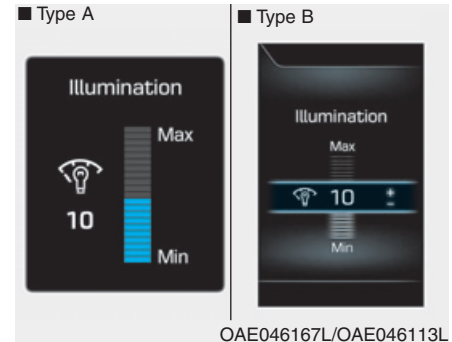 ■ Type A
Illumination
Max
10
Min
■ Type B
Illumination
Max
10 + -
Min
OAE046167L/OAE046113L